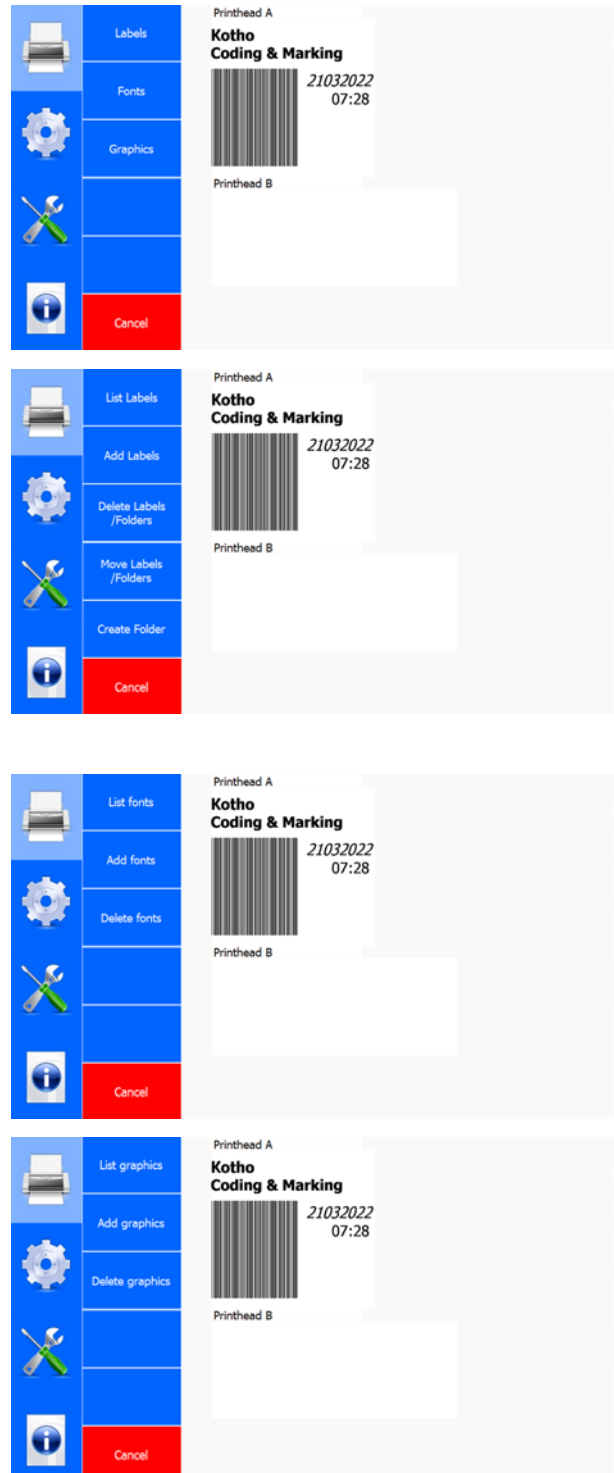 Labels
Fonts
Graphics
Cancel
Printhead A
Kotho
Coding & Marking
21032022
07:28
Printhead B
List Labels
Add Labels
Delete Labels
/Folders
Move Labels
/Folders
Create Folder
Cancel
Printhead A
Kotho
Coding & Marking
21032022
07:28
Printhead B
List fonts
Add fonts
Delete fonts
Cancel
Printhead A
Kotho
Coding & Marking
21032022
07:28
Printhead B
List graphics
Add graphics
Delete graphics
Cancel
Printhead A
Kotho
Coding & Marking
21032022
07:28
Printhead B